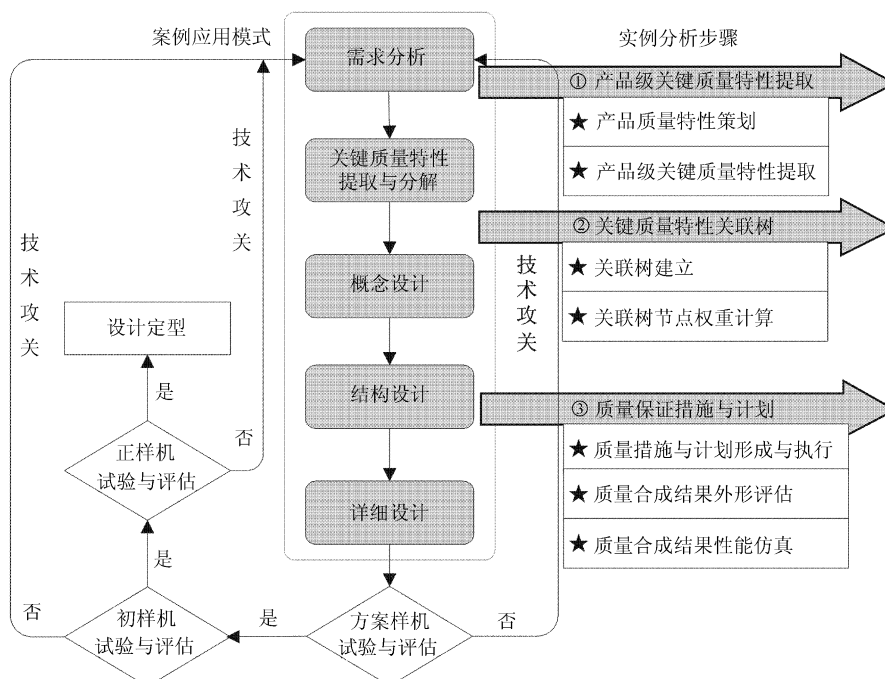 案例应用模式
实例分析步骤
需求分析
关键质量特性
提取与分解
概念设计
结构设计
详细设计
① 产品级关键质量特性提取
★ 产品质量特性策划
★ 产品级关键质量特性提取
② 关键质量特性关联树
★ 关联树建立
★ 关联树节点权重计算
③ 质量保证措施与计划
★ 质量措施与计划形成与执行
★ 质量合成结果外形评估
★ 质量合成结果性能仿真
技术攻关
技术攻关
技术攻关
设计定型
是
否
正样机
试验与评估
是
否
初样机
试验与评估
是
方案样机
试验与评估
否